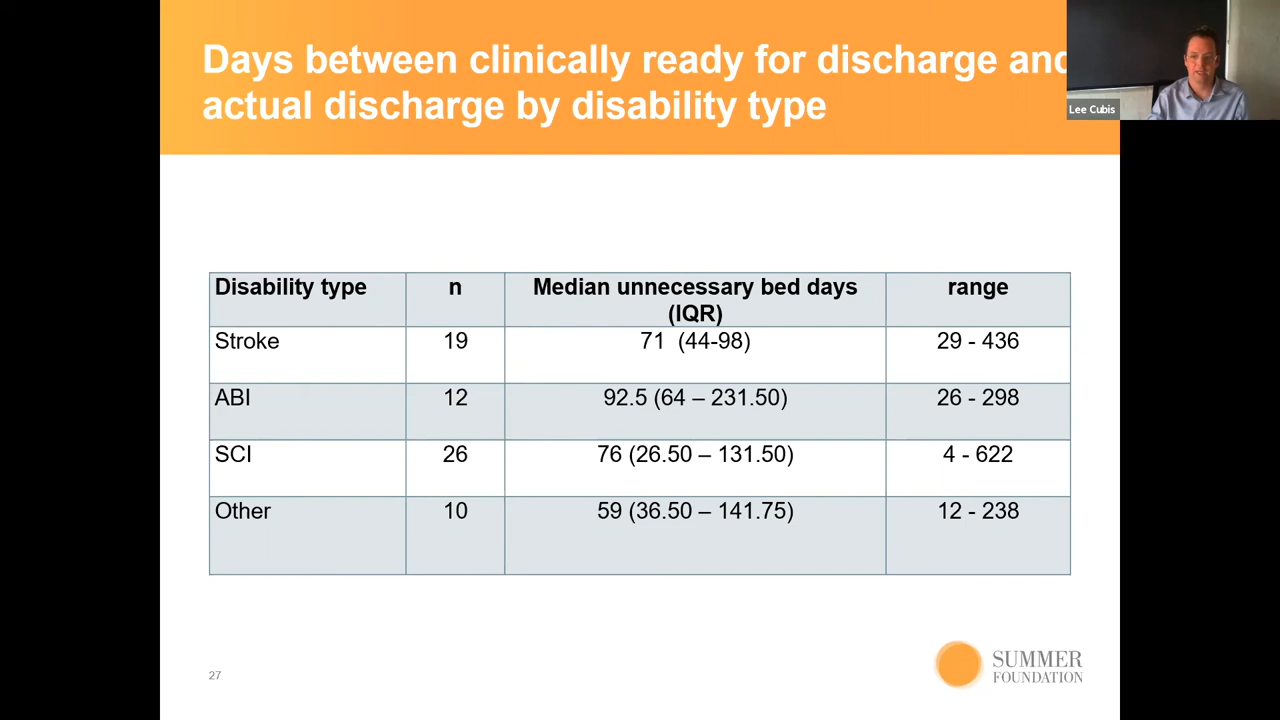 Days between clinically ready for discharge and
actual discharge by disability type
Lee Cubis
Disability type n Median unnecessary bed days (IQR) range
Stroke 19 71 (44-98) 29 - 436
ABI 12 92.5 (64 – 231.50) 26 - 298
SCI 26 76 (26.50 – 131.50) 4 - 622
Other 10 59 (36.50 – 141.75) 12 - 238
27
SUMMER
FOUNDATION